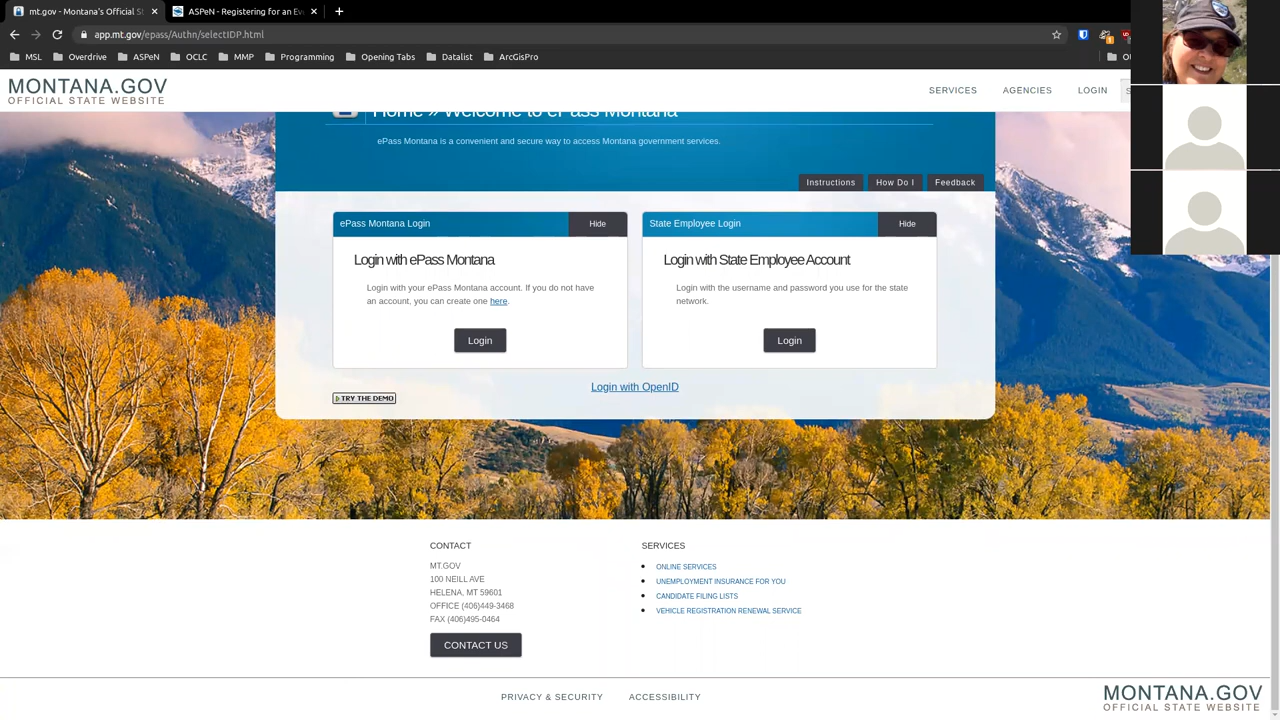 mt.gov - Montana's Official St
ASPeN - Registering for an Eve
app.mt.gov/epass/Authn/selectIDP.html
MSL
Overdrive
ASPeN
OCLC
MMP
Programming
Opening Tabs
Datalist
ArcGisPro
MONTANA.GOV
OFFICIAL STATE WEBSITE
SERVICES
AGENCIES
LOGIN
Home » Welcome to ePass Montana
ePass Montana is a convenient and secure way to access Montana government services.
Instructions
How Do I
Feedback
ePass Montana Login
Hide
Login with ePass Montana
Login with your ePass Montana account. If you do not have
an account, you can create one here.
Login
State Employee Login
Hide
Login with State Employee Account
Login with the username and password you use for the state
network.
Login
Login with OpenID
TRY THE DEMO
CONTACT
MT.GOV
100 NEILL AVE
HELENA, MT 59601
OFFICE (406)449-3468
FAX (406)495-0464
CONTACT US
SERVICES
ONLINE SERVICES
UNEMPLOYMENT INSURANCE FOR YOU
CANDIDATE FILING LISTS
VEHICLE REGISTRATION RENEWAL SERVICE
PRIVACY & SECURITY
ACCESSIBILITY
MONTANA.GOV
OFFICIAL STATE WEBSITE